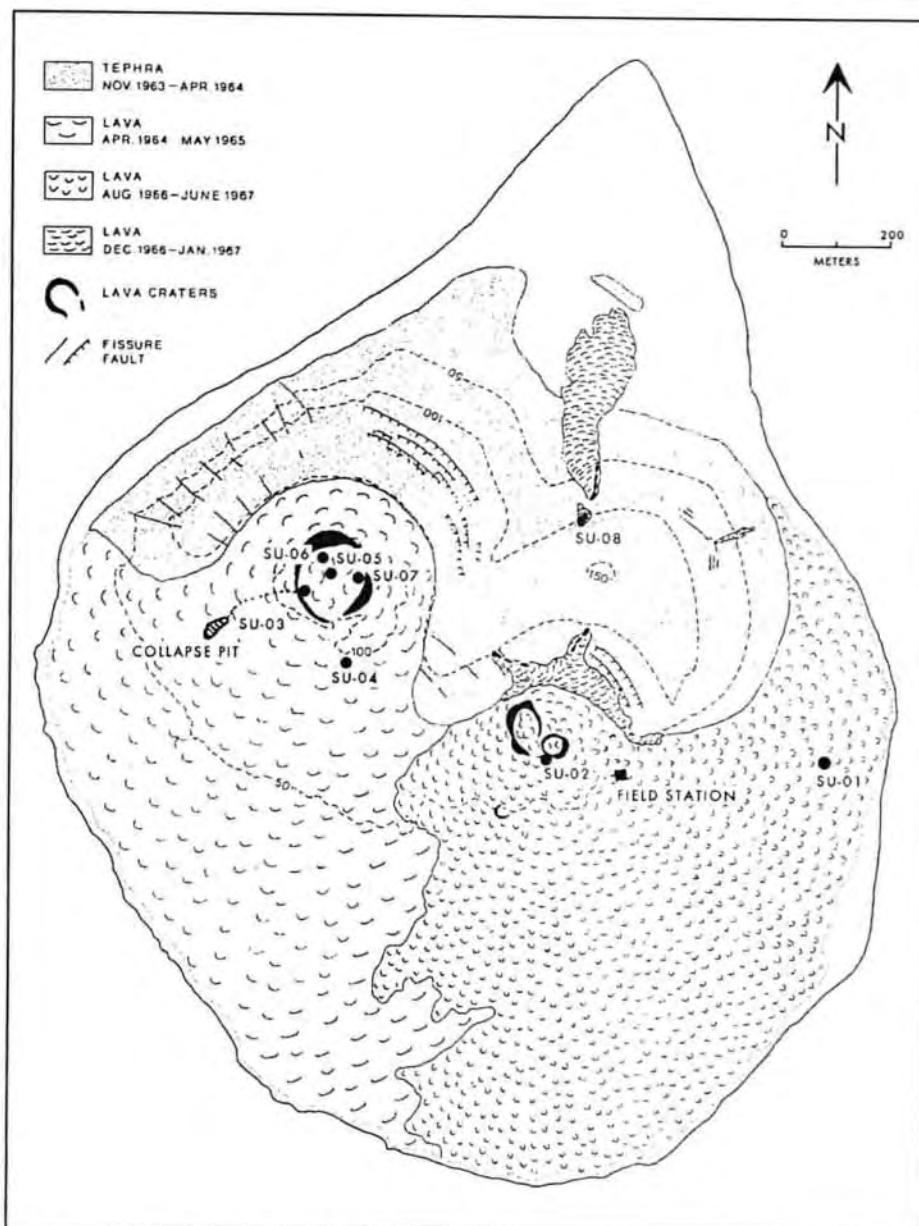 TEPHRA
NOV. 1963 – APR. 1964
LAVA
APR. 1964 MAY 1965
LAVA
AUG 1966 – JUNE 1967
LAVA
DEC. 1966 – JAN. 1967
LAVA CRATERS
FISSURE
FAULT
N
0 200
METERS
50
100
SU-08
150
SU-06
SU-05
SU-07
SU-03
COLLAPSE PIT
100
SU-04
SU-02
FIELD STATION
SU-01
50